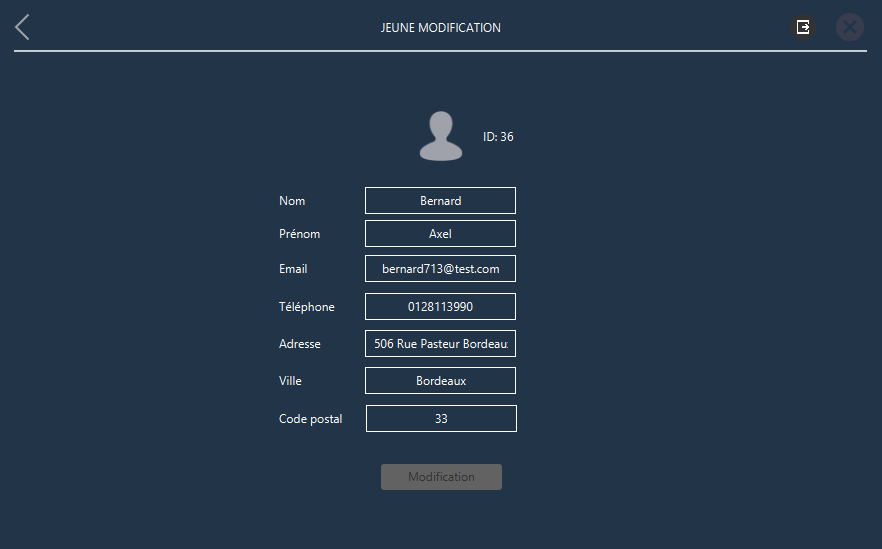 JEUNE MODIFICATION
ID: 36
Nom Bernard
Prénom Axel
Email bernard713@test.com
Téléphone 0128113990
Adresse 506 Rue Pasteur Bordeau
Ville Bordeaux
Code postal 33
Modification